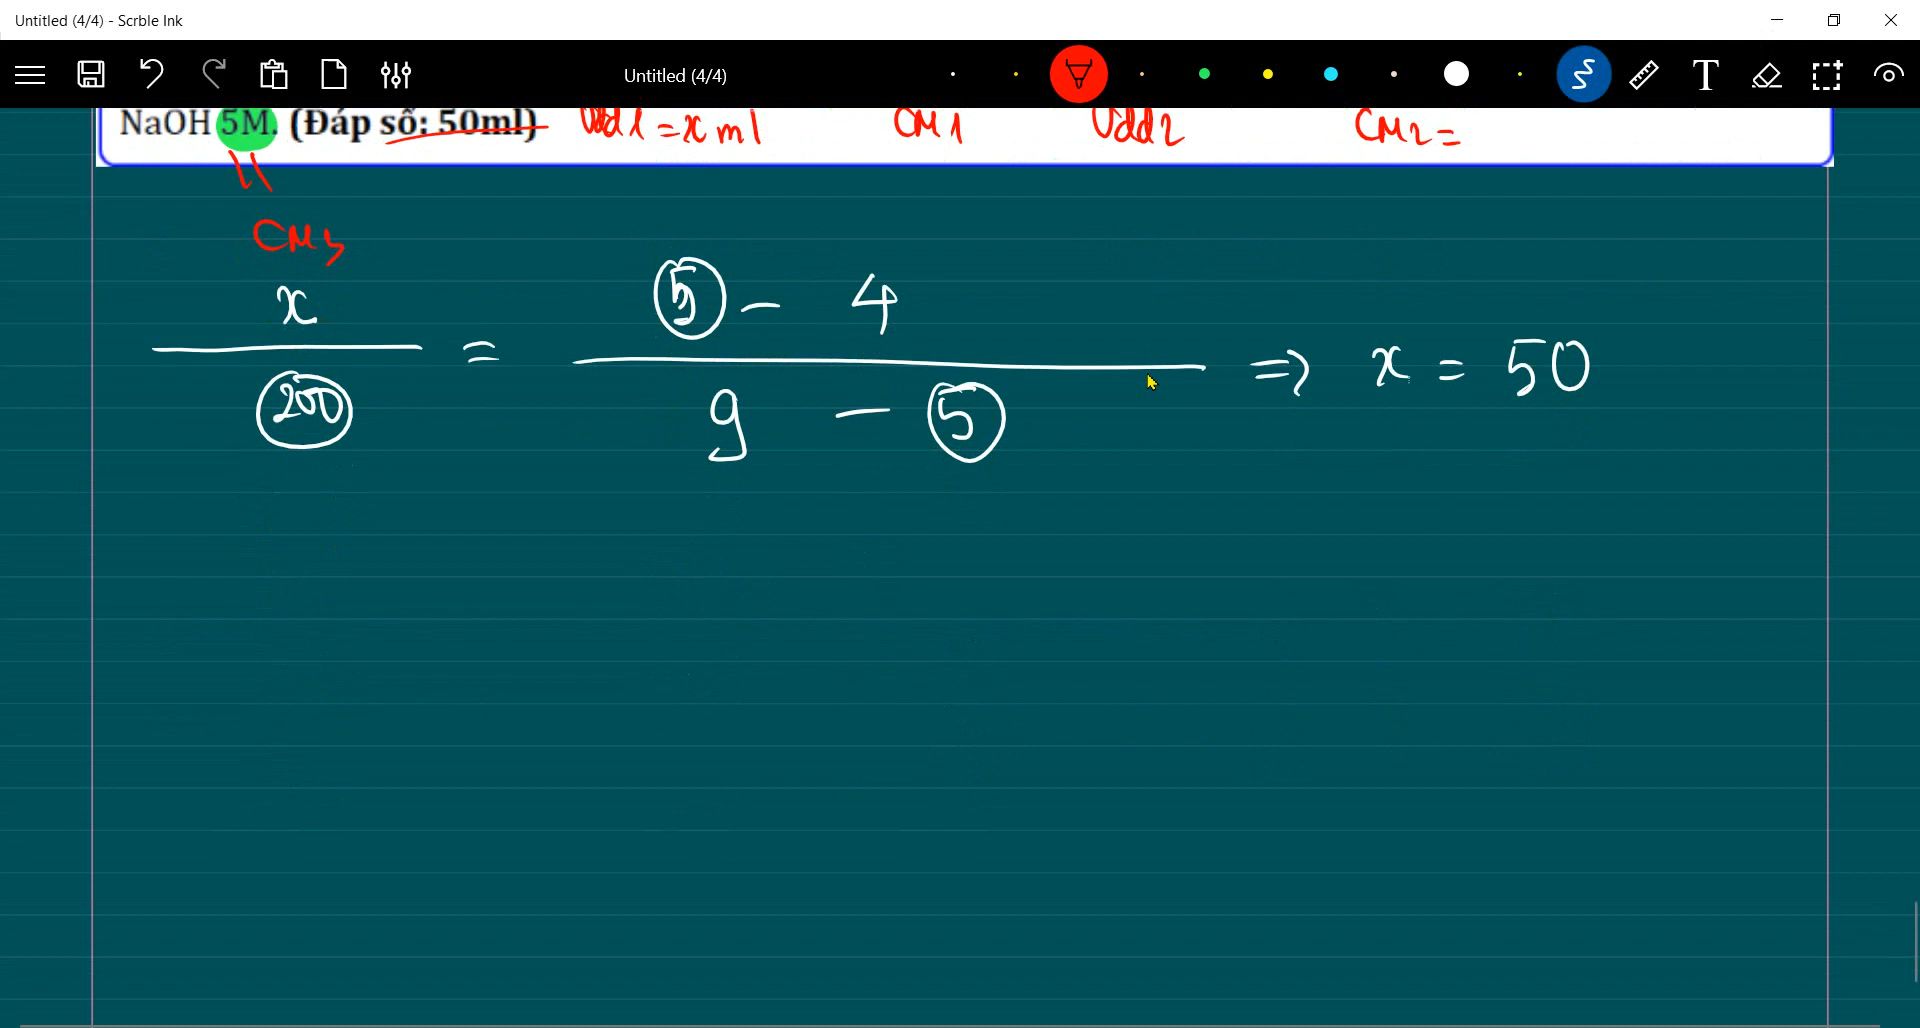 Untitled (4/4) - Scrble Ink
Untitled (4/4)
T
NaOH 5M. (Đáp số: 50ml) Vdd1 = x ml CM1 Vdd2 CM2 =
CM3
x / 200 = 5 - 4 / 9 - 5 => x = 50